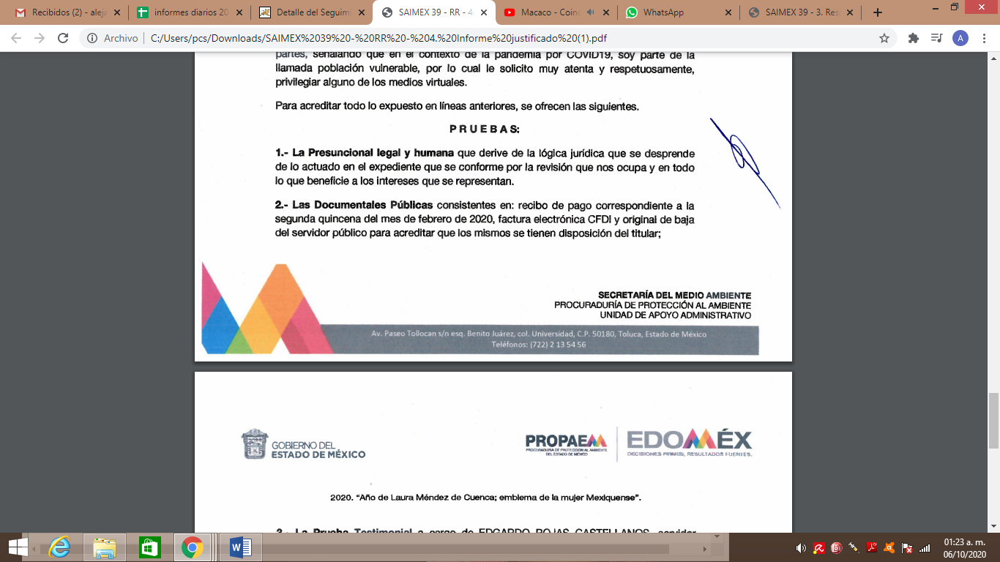 Recibidos (2) - aleja
informes diarios 20
Detalle del Seguimi
SAIMEX 39 - RR - 4
Macaco - Coinc
WhatsApp
SAIMEX 39 - 3. Res
Archivo
C:/Users/pcs/Downloads/SAIMEX%2039%20-%20RR%20-%204.%20Informe%20justificado%20(1).pdf
A
partes, señalando que en el contexto de la pandemia por COVID19, soy parte de la
llamada población vulnerable, por lo cual le solicito muy atenta y respetuosamente,
privilegiar alguno de los medios virtuales.
Para acreditar todo lo expuesto en líneas anteriores, se ofrecen las siguientes.
P R U E B A S:
1.- La Presuncional legal y humana que derive de la lógica jurídica que se desprende
de lo actuado en el expediente que se conforme por la revisión que nos ocupa y en todo
lo que beneficie a los intereses que se representan.
2.- Las Documentales Públicas consistentes en: recibo de pago correspondiente a la
segunda quincena del mes de febrero de 2020, factura electrónica CFDI y original de baja
del servidor público para acreditar que los mismos se tienen disposición del titular;
SECRETARÍA DEL MEDIO AMBIENTE
PROCURADURÍA DE PROTECCIÓN AL AMBIENTE
UNIDAD DE APOYO ADMINISTRATIVO
Av. Paseo Tollocan s/n esq. Benito Juárez, col. Universidad, C.P. 50180, Toluca, Estado de México
Teléfonos: (722) 2 13 54 56
GOBIERNO DEL
ESTADO DE MÉXICO
PROPAEM
PROCURADURÍA DE PROTECCIÓN AL AMBIENTE
DEL ESTADO DE MÉXICO
EDOMÉX
DECISIONES FIRMES, RESULTADOS FUERTES.
2020. “Año de Laura Méndez de Cuenca; emblema de la mujer Mexiquense”.
3.- La Prueba Testimonial a cargo de EDGARDO ROJAS CASTELLANOS, servidor
01:23 a. m.
06/10/2020